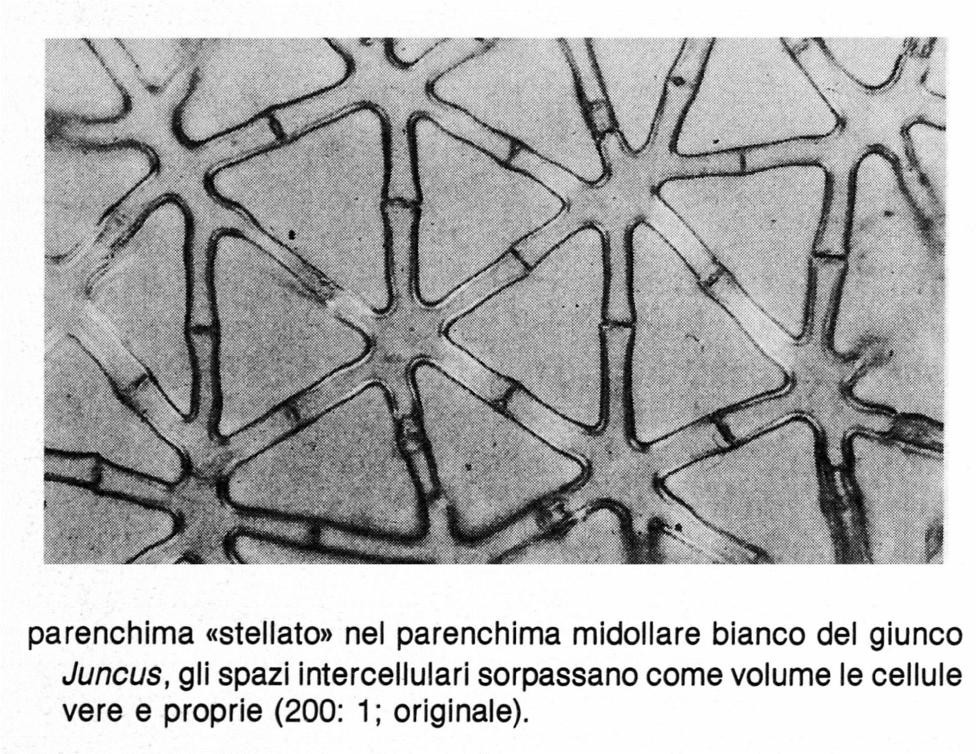 parenchima «stellato» nel parenchima midollare bianco del giunco
Juncus, gli spazi intercellulari sorpassano come volume le cellule
vere e proprie (200: 1; originale).